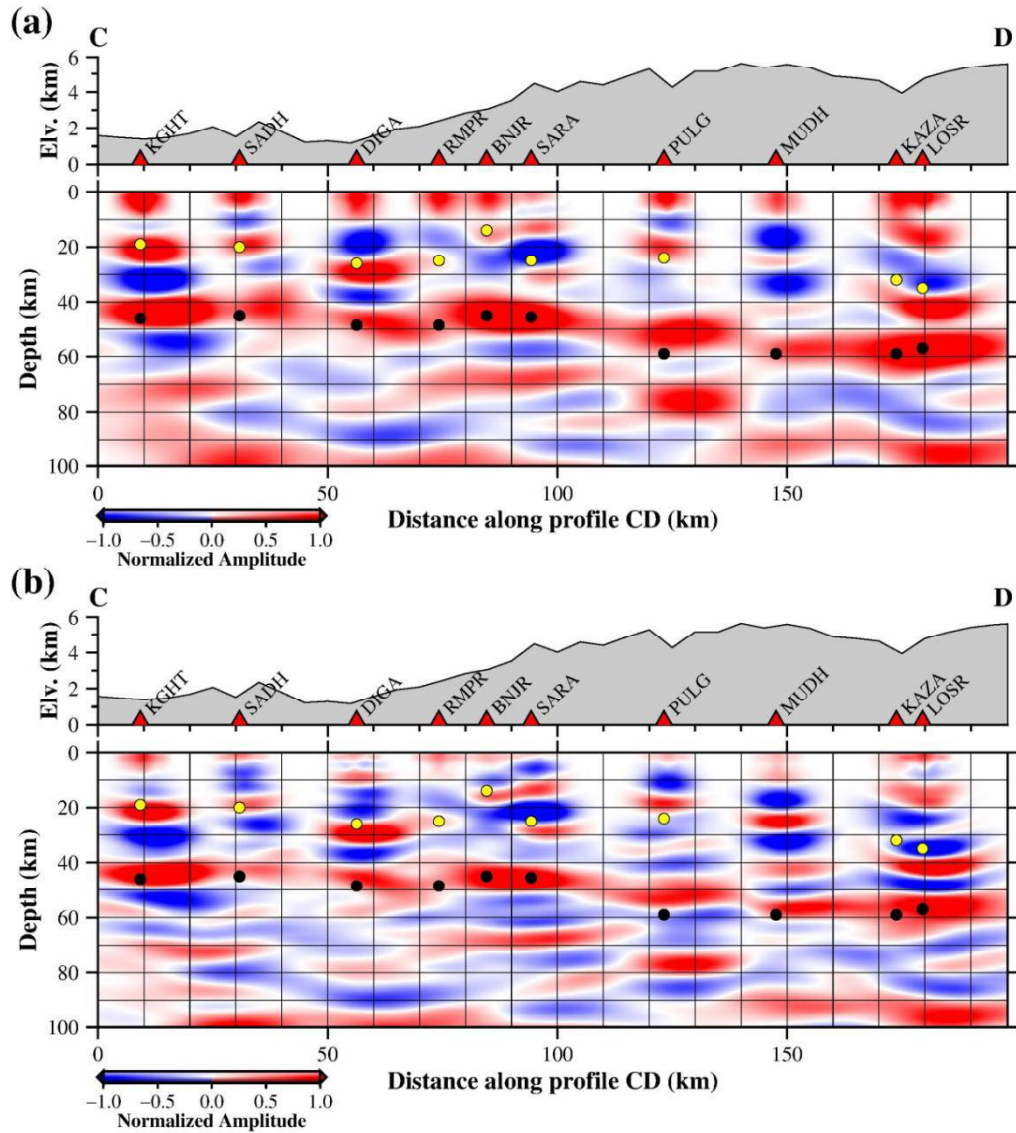 (a)
C D
6
4
2
0
Elv. (km)
KGHT SADH DIGA RMPR BNJR SARA PULG MUDH KAZA LOSR
0
20
40
60
80
100
Depth (km)
0 50 100 150
Distance along profile CD (km)
−1.0 −0.5 0.0 0.5 1.0
Normalized Amplitude
(b)
C D
6
4
2
0
Elv. (km)
KGHT SADH DIGA RMPR BNJR SARA PULG MUDH KAZA LOSR
0
20
40
60
80
100
Depth (km)
0 50 100 150
Distance along profile CD (km)
−1.0 −0.5 0.0 0.5 1.0
Normalized Amplitude